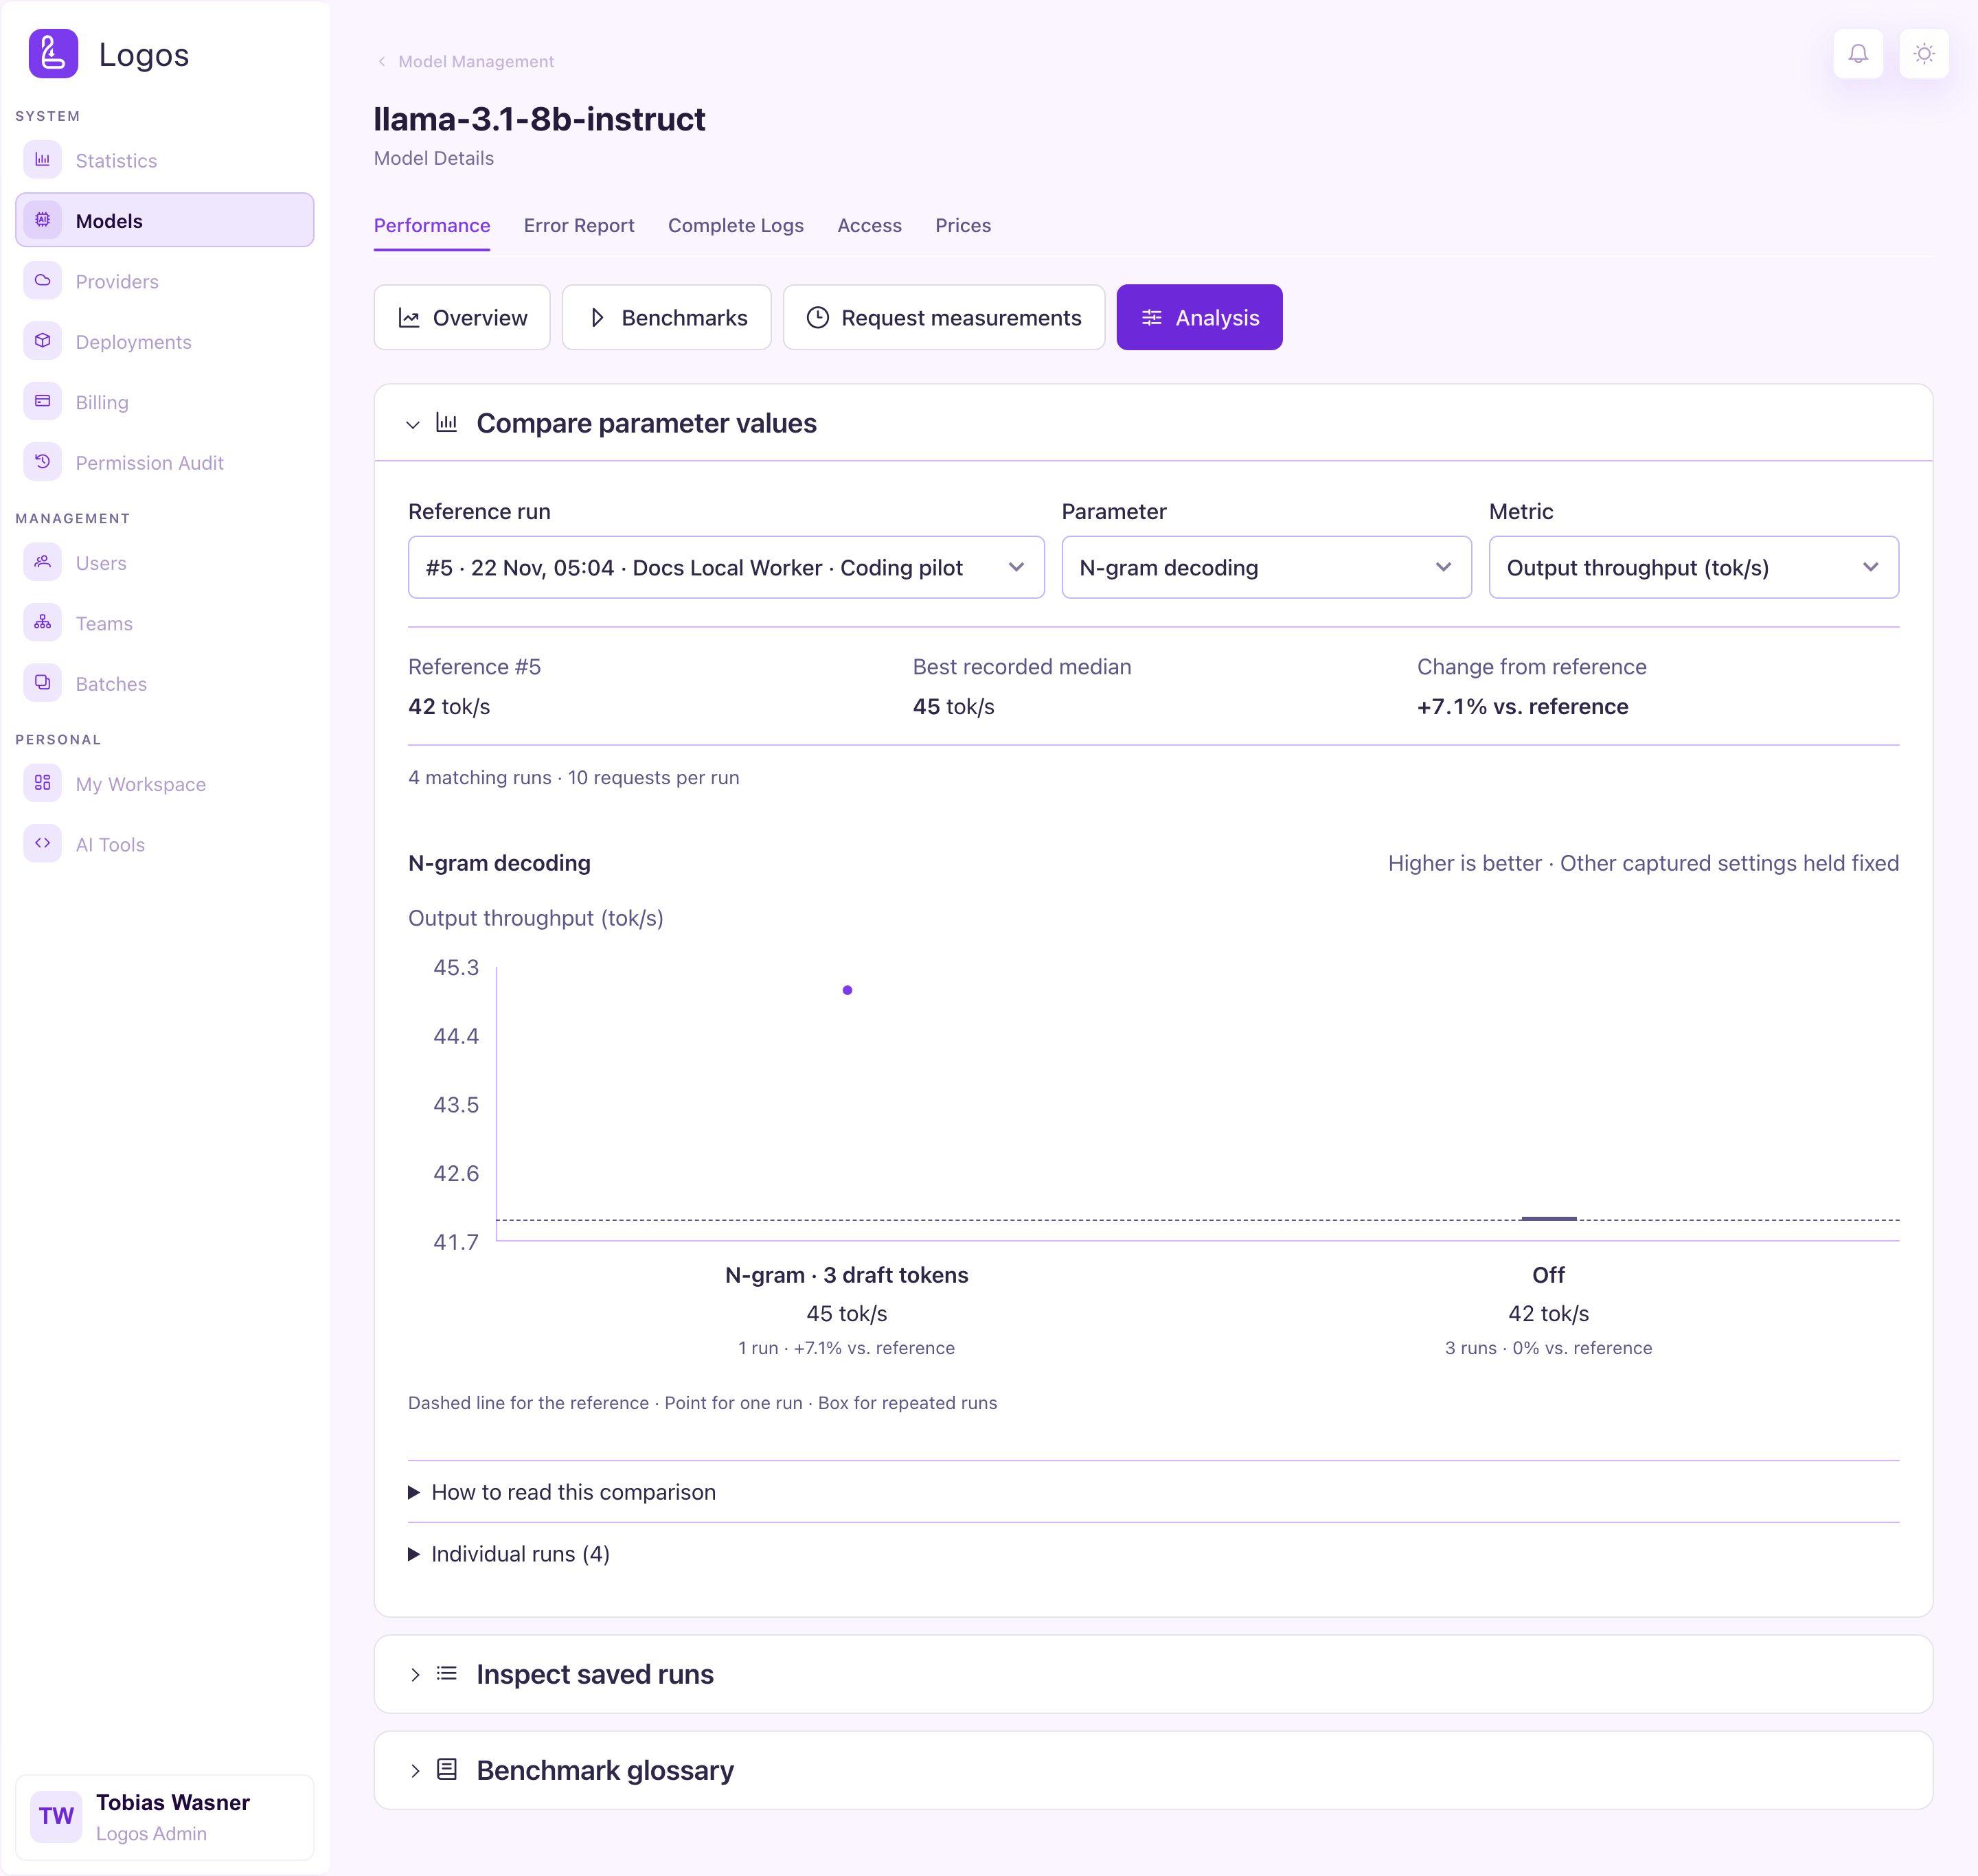 Logos
SYSTEM
Statistics
Models
Providers
Deployments
Billing
Permission Audit
MANAGEMENT
Users
Teams
Batches
PERSONAL
My Workspace
AI Tools
TW
Tobias Wasner
Logos Admin
Model Management
llama-3.1-8b-instruct
Model Details
Performance Error Report Complete Logs Access Prices
Overview Benchmarks Request measurements Analysis
Compare parameter values
Reference run Parameter Metric
#5 · 22 Nov, 05:04 · Docs Local Worker · Coding pilot N-gram decoding Output throughput (tok/s)
Reference #5 Best recorded median Change from reference
42 tok/s 45 tok/s +7.1% vs. reference
4 matching runs · 10 requests per run
N-gram decoding Higher is better · Other captured settings held fixed
Output throughput (tok/s)
45.3
44.4
43.5
42.6
41.7
N-gram · 3 draft tokens Off
45 tok/s 42 tok/s
1 run · +7.1% vs. reference 3 runs · 0% vs. reference
Dashed line for the reference · Point for one run · Box for repeated runs
How to read this comparison
Individual runs (4)
Inspect saved runs
Benchmark glossary